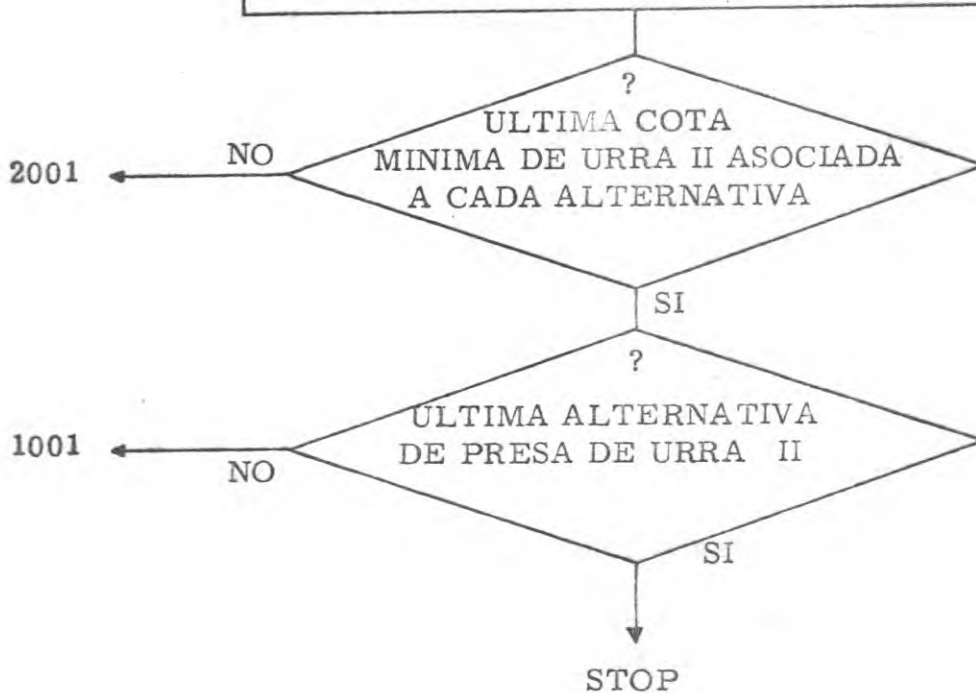 ?
ULTIMA COTA
MINIMA DE URRA II ASOCIADA
A CADA ALTERNATIVA
NO
2001
SI
?
ULTIMA ALTERNATIVA
DE PRESA DE URRA II
1001
NO
SI
STOP